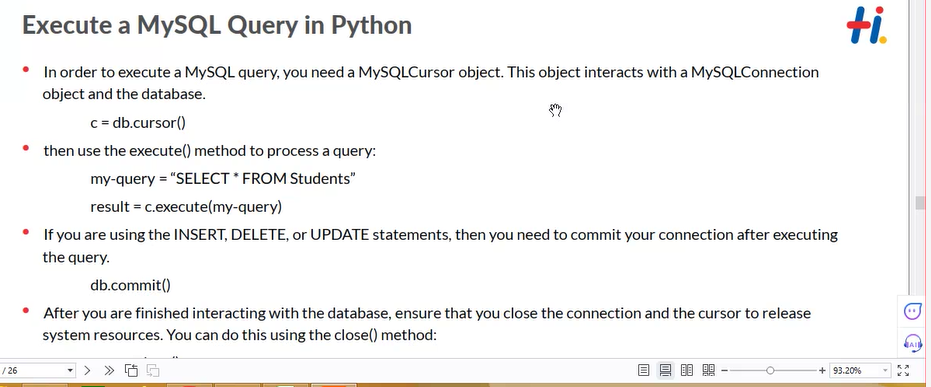 Execute a MySQL Query in Python
Hi
• In order to execute a MySQL query, you need a MySQLCursor object. This object interacts with a MySQLConnection
object and the database.
c = db.cursor()
• then use the execute() method to process a query:
my-query = “SELECT * FROM Students”
result = c.execute(my-query)
• If you are using the INSERT, DELETE, or UPDATE statements, then you need to commit your connection after executing
the query.
db.commit()
• After you are finished interacting with the database, ensure that you close the connection and the cursor to release
system resources. You can do this using the close() method:
AI
/ 26
93.20%